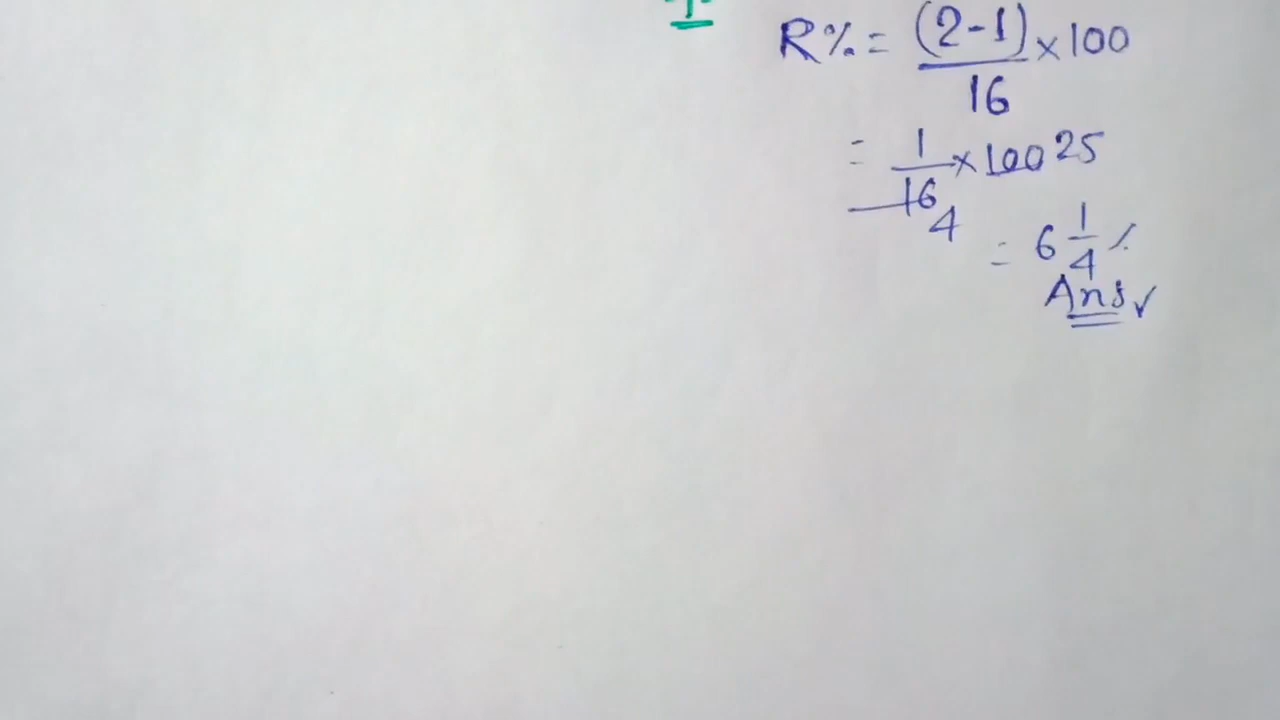 R% = (2-1)/16 × 100
= 1/16 × 100 25
4
= 6 1/4 %
Ans ✓